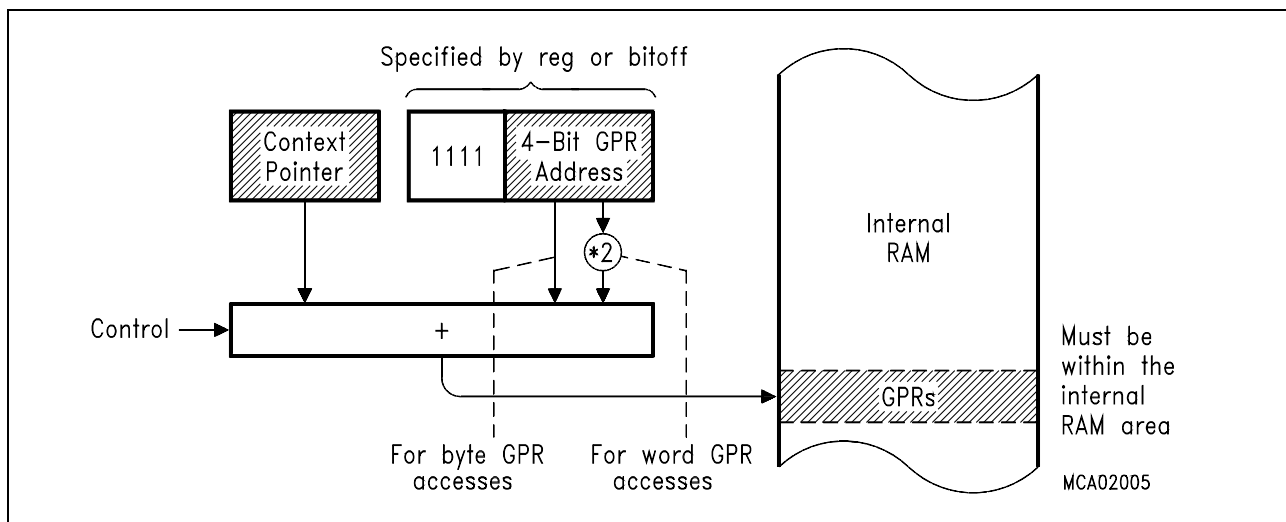 Specified by reg or bitoff
Context
Pointer
1111
4-Bit GPR
Address
*2
Internal
RAM
Control
+
Must be
within the
internal
RAM area
GPRs
For byte GPR
accesses
For word GPR
accesses
MCA02005